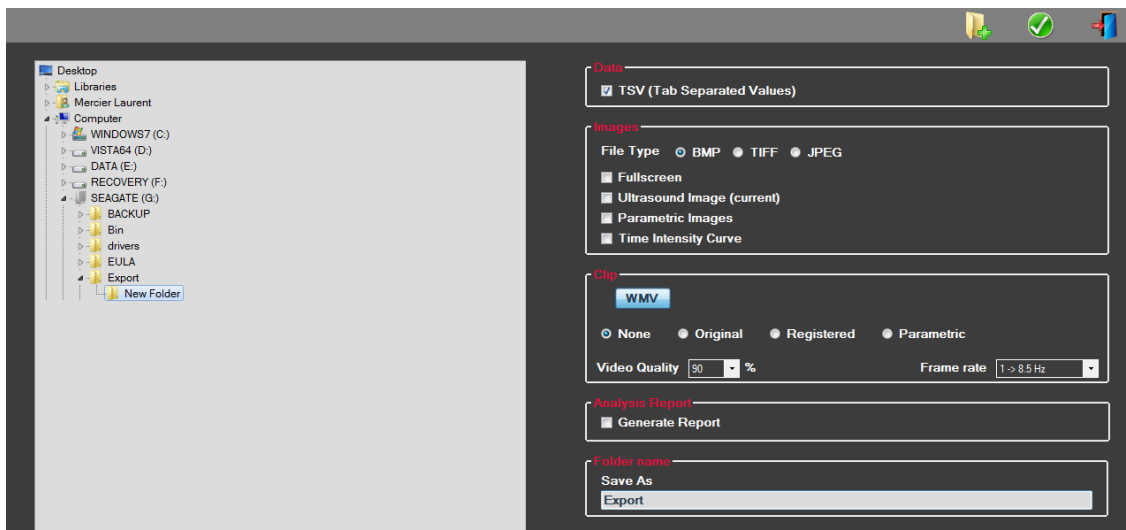 Desktop
Libraries
Mercier Laurent
Computer
WINDOWS7 (C:)
VISTA64 (D:)
DATA (E:)
RECOVERY (F:)
SEAGATE (G:)
BACKUP
Bin
drivers
EULA
Export
New Folder
Data
TSV (Tab Separated Values)
Images
File Type BMP TIFF JPEG
Fullscreen
Ultrasound Image (current)
Parametric Images
Time Intensity Curve
Clip
WMV
None Original Registered Parametric
Video Quality 90 % Frame rate 1 -> 8.5 Hz
Analysis Report
Generate Report
Folder name
Save As
Export